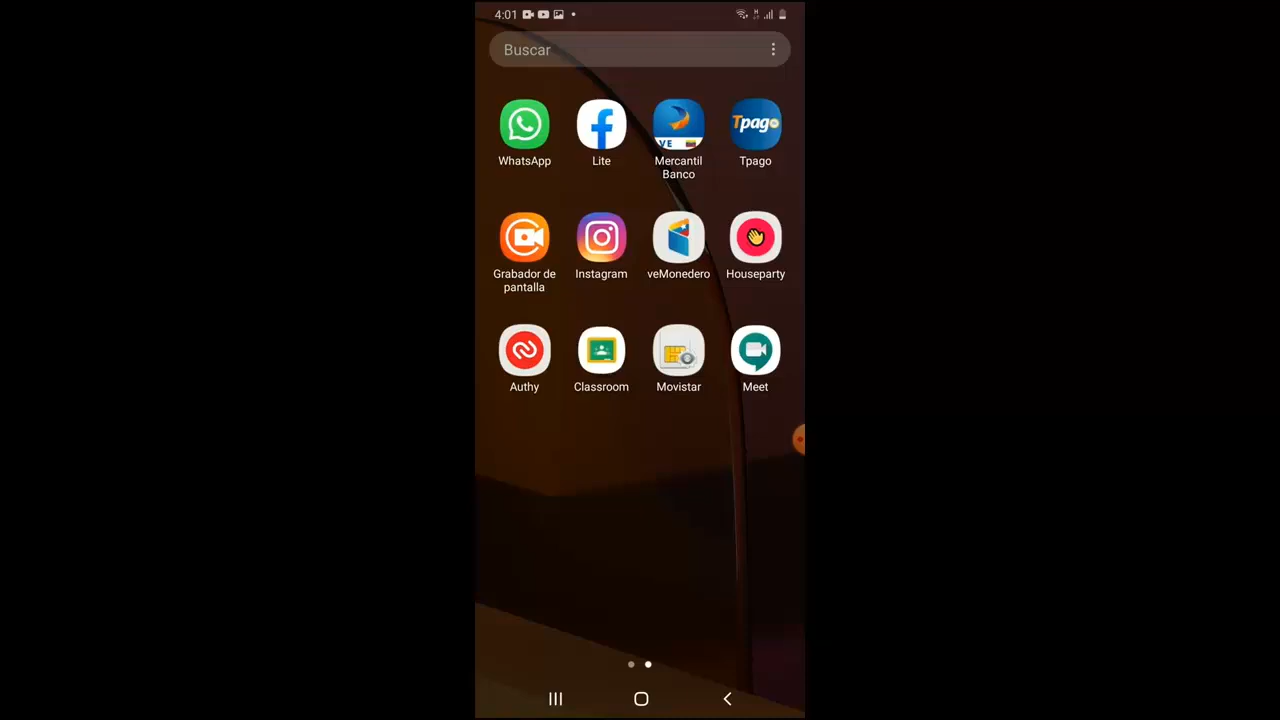 4:01
Buscar
WhatsApp
Lite
VE
Mercantil
Banco
Tpago
Tpago
Grabador de
pantalla
Instagram
veMonedero
Houseparty
Authy
Classroom
Movistar
Meet